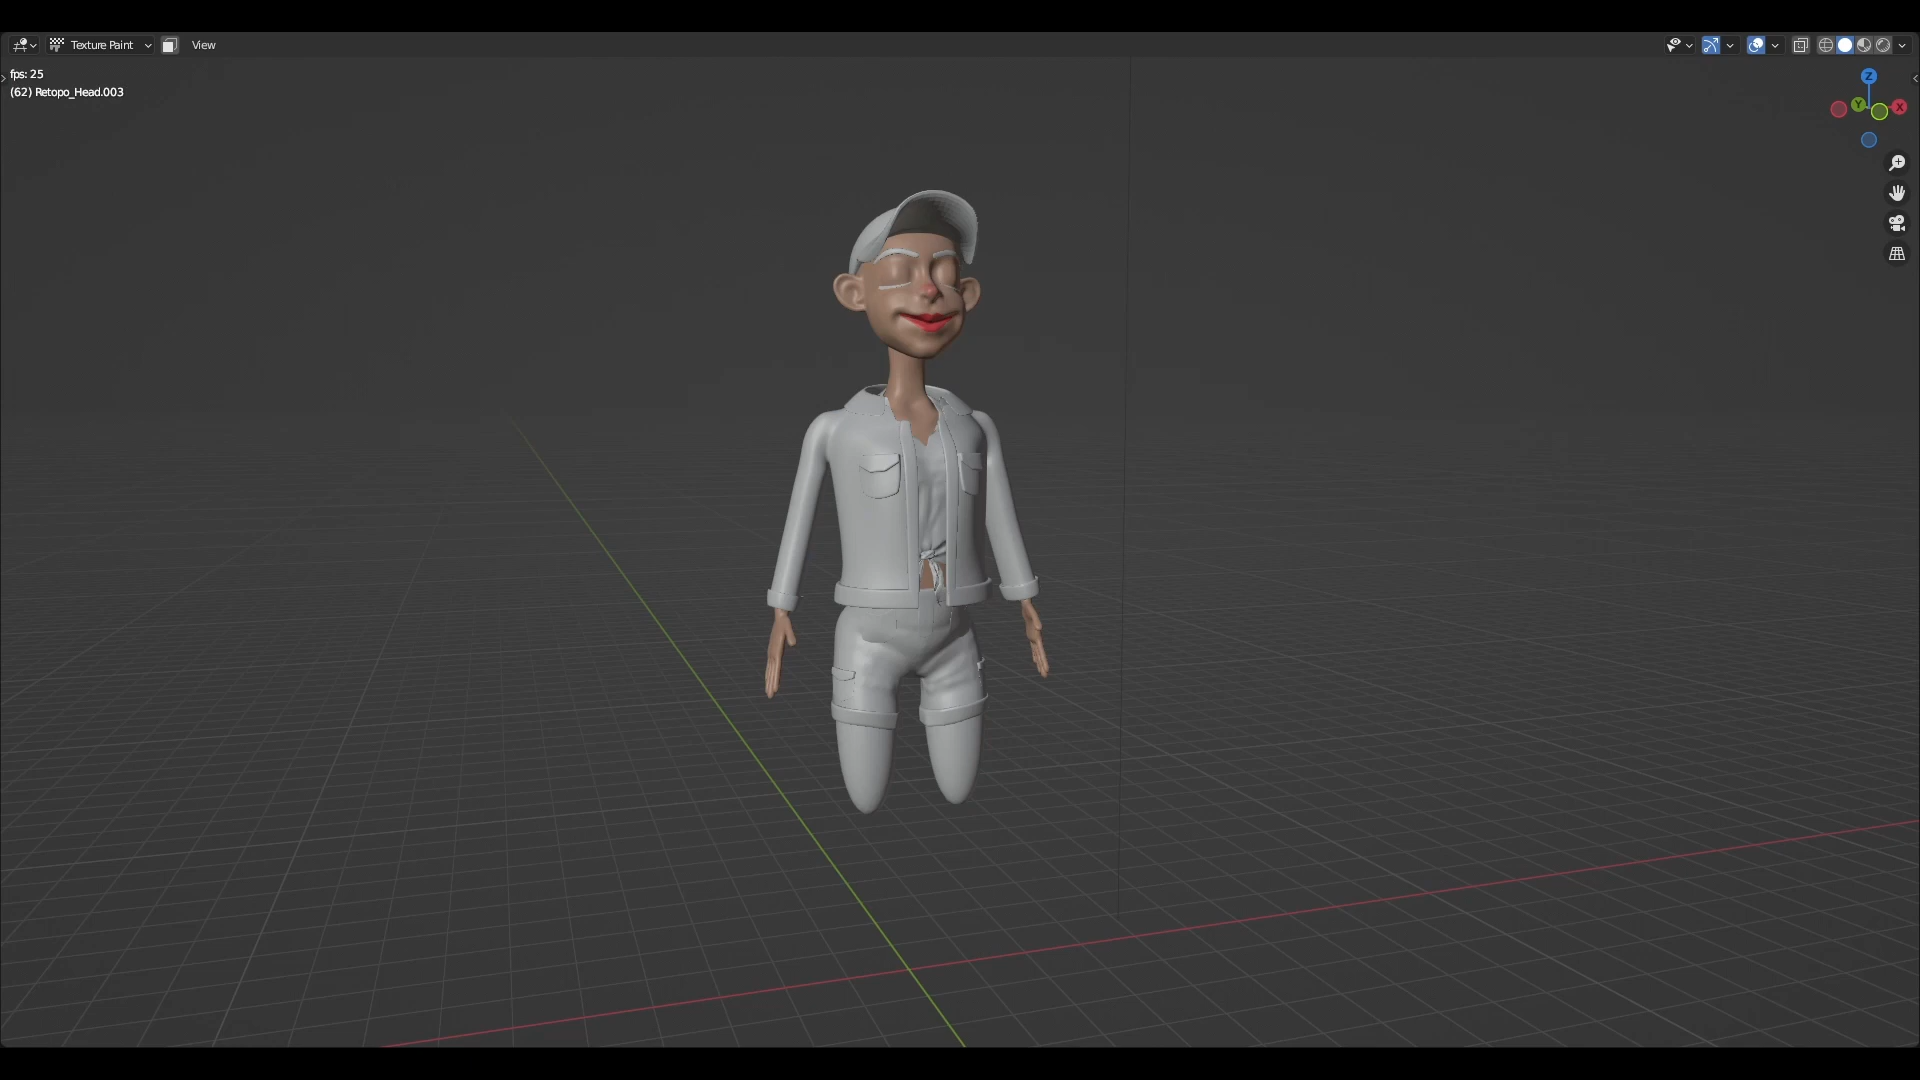 Texture Paint View
fps: 25
(62) Retopo_Head.003
Z
Y X